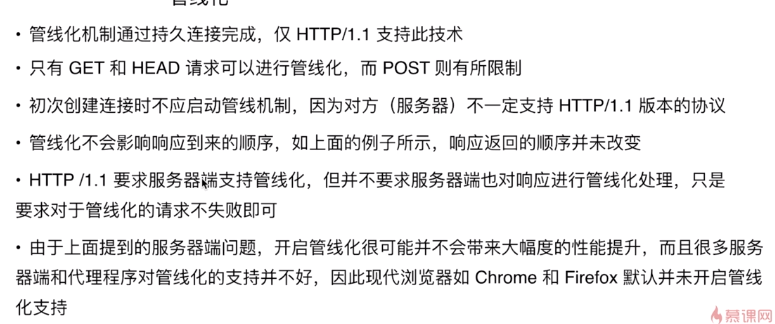 管线化
• 管线化机制通过持久连接完成，仅 HTTP/1.1 支持此技术
• 只有 GET 和 HEAD 请求可以进行管线化，而 POST 则有所限制
• 初次创建连接时不应启动管线机制，因为对方（服务器）不一定支持 HTTP/1.1 版本的协议
• 管线化不会影响响应到来的顺序，如上面的例子所示，响应返回的顺序并未改变
• HTTP /1.1 要求服务器端支持管线化，但并不要求服务器端也对响应进行管线化处理，只是
要求对于管线化的请求不失败即可
• 由于上面提到的服务器端问题，开启管线化很可能并不会带来大幅度的性能提升，而且很多服务
器端和代理程序对管线化的支持并不好，因此现代浏览器如 Chrome 和 Firefox 默认并未开启管线
化支持
慕课网